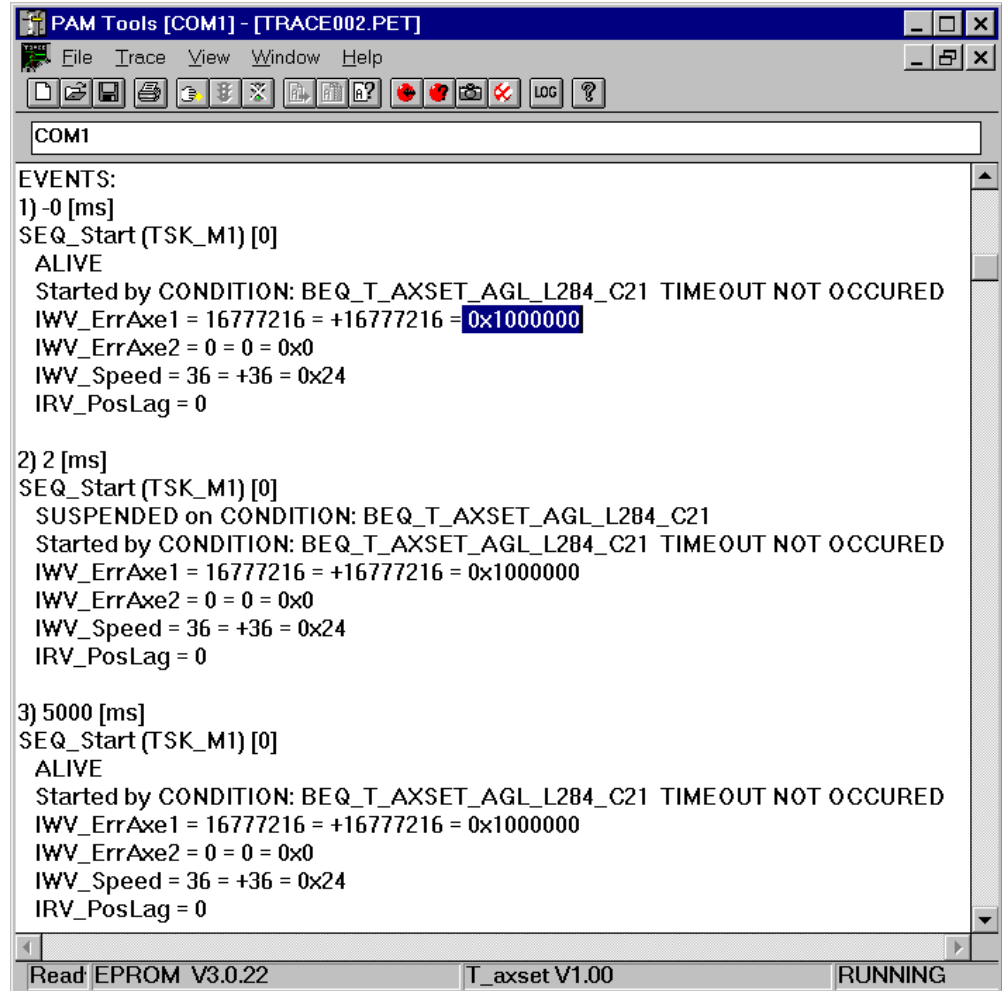 PAM Tools [COM1] - [TRACE002.PET]
File Trace View Window Help
LOG
COM1
EVENTS:
1) -0 [ms]
SEQ_Start (TSK_M1) [0]
ALIVE
Started by CONDITION: BEQ_T_AXSET_AGL_L284_C21 TIMEOUT NOT OCCURED
IWV_ErrAxe1 = 16777216 = +16777216 = 0x1000000
IWV_ErrAxe2 = 0 = 0 = 0x0
IWV_Speed = 36 = +36 = 0x24
IRV_PosLag = 0
2) 2 [ms]
SEQ_Start (TSK_M1) [0]
SUSPENDED on CONDITION: BEQ_T_AXSET_AGL_L284_C21
Started by CONDITION: BEQ_T_AXSET_AGL_L284_C21 TIMEOUT NOT OCCURED
IWV_ErrAxe1 = 16777216 = +16777216 = 0x1000000
IWV_ErrAxe2 = 0 = 0 = 0x0
IWV_Speed = 36 = +36 = 0x24
IRV_PosLag = 0
3) 5000 [ms]
SEQ_Start (TSK_M1) [0]
ALIVE
Started by CONDITION: BEQ_T_AXSET_AGL_L284_C21 TIMEOUT NOT OCCURED
IWV_ErrAxe1 = 16777216 = +16777216 = 0x1000000
IWV_ErrAxe2 = 0 = 0 = 0x0
IWV_Speed = 36 = +36 = 0x24
IRV_PosLag = 0
Read EPROM V3.0.22 T_axset V1.00 RUNNING